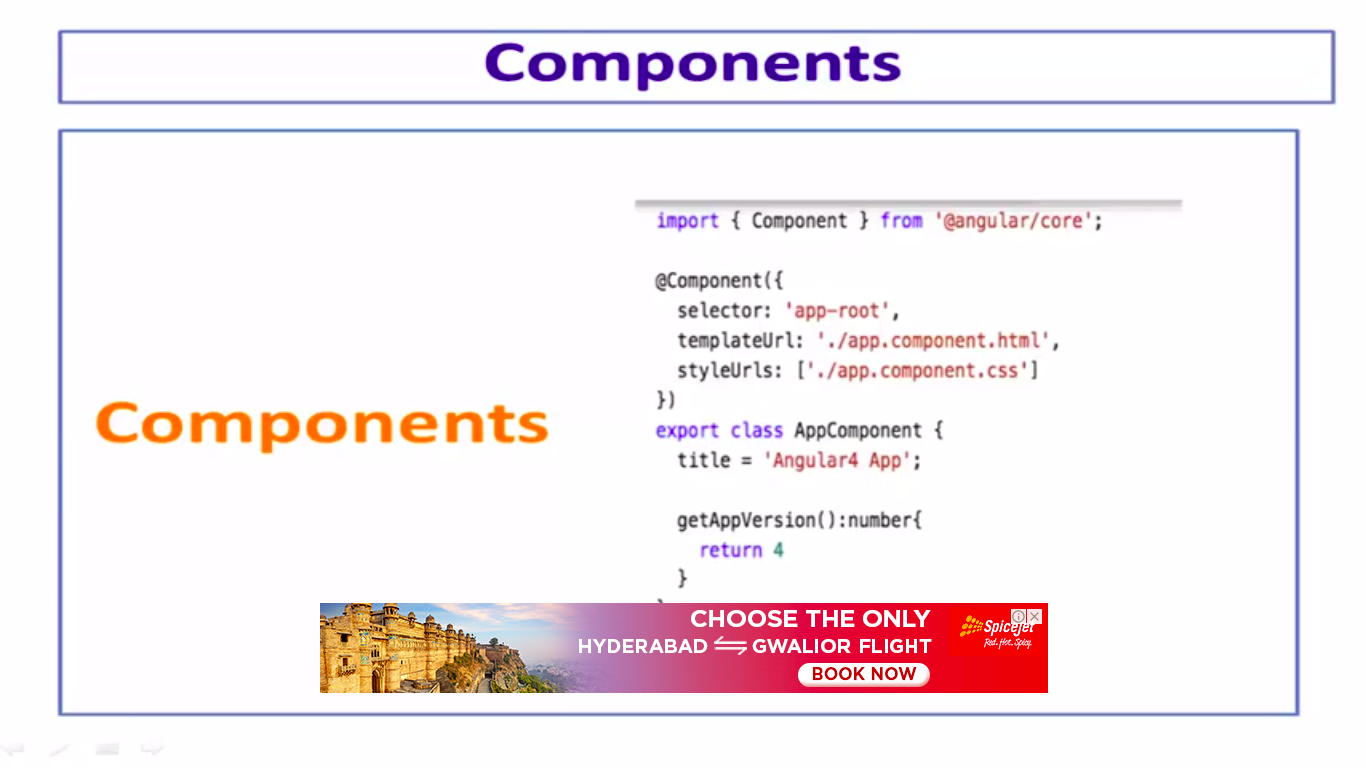 Components
Components
import { Component } from '@angular/core';
@Component({
  selector: 'app-root',
  templateUrl: './app.component.html',
  styleUrls: ['./app.component.css']
})
export class AppComponent {
  title = 'Angular4 App';
  getAppVersion():number{
    return 4
  }
CHOOSE THE ONLY
HYDERABAD ⇋ GWALIOR FLIGHT
BOOK NOW
SpiceJet
Red. Hot. Spicy.